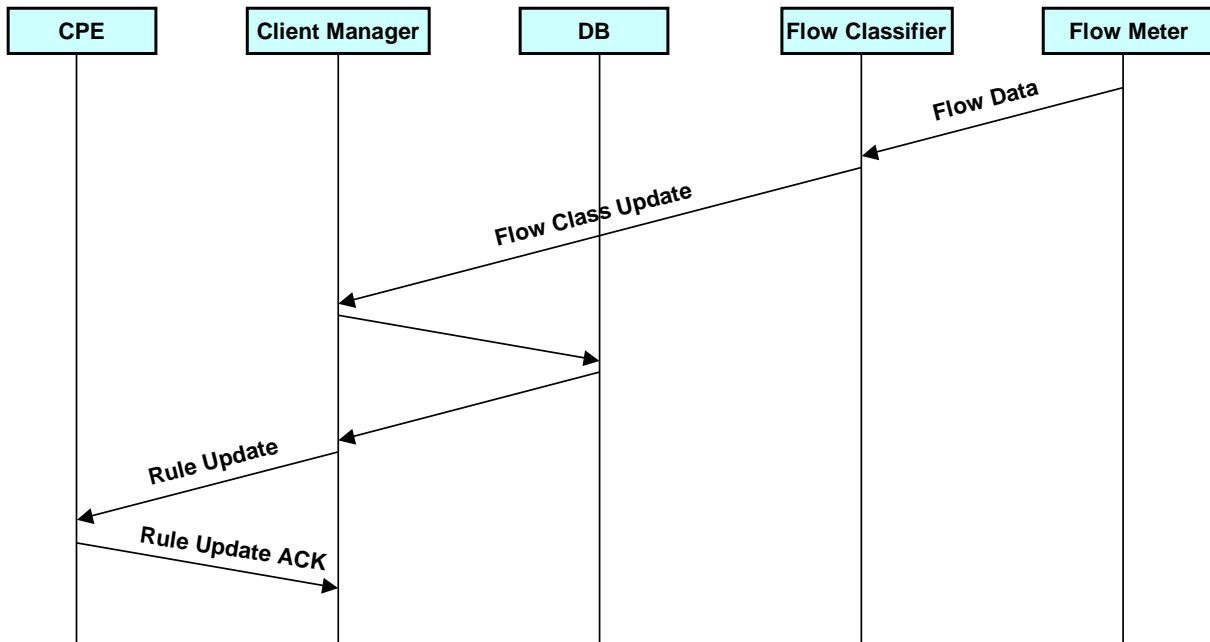 CPE
Client Manager
DB
Flow Classifier
Flow Meter
Flow Data
Flow Class Update
Rule Update
Rule Update ACK